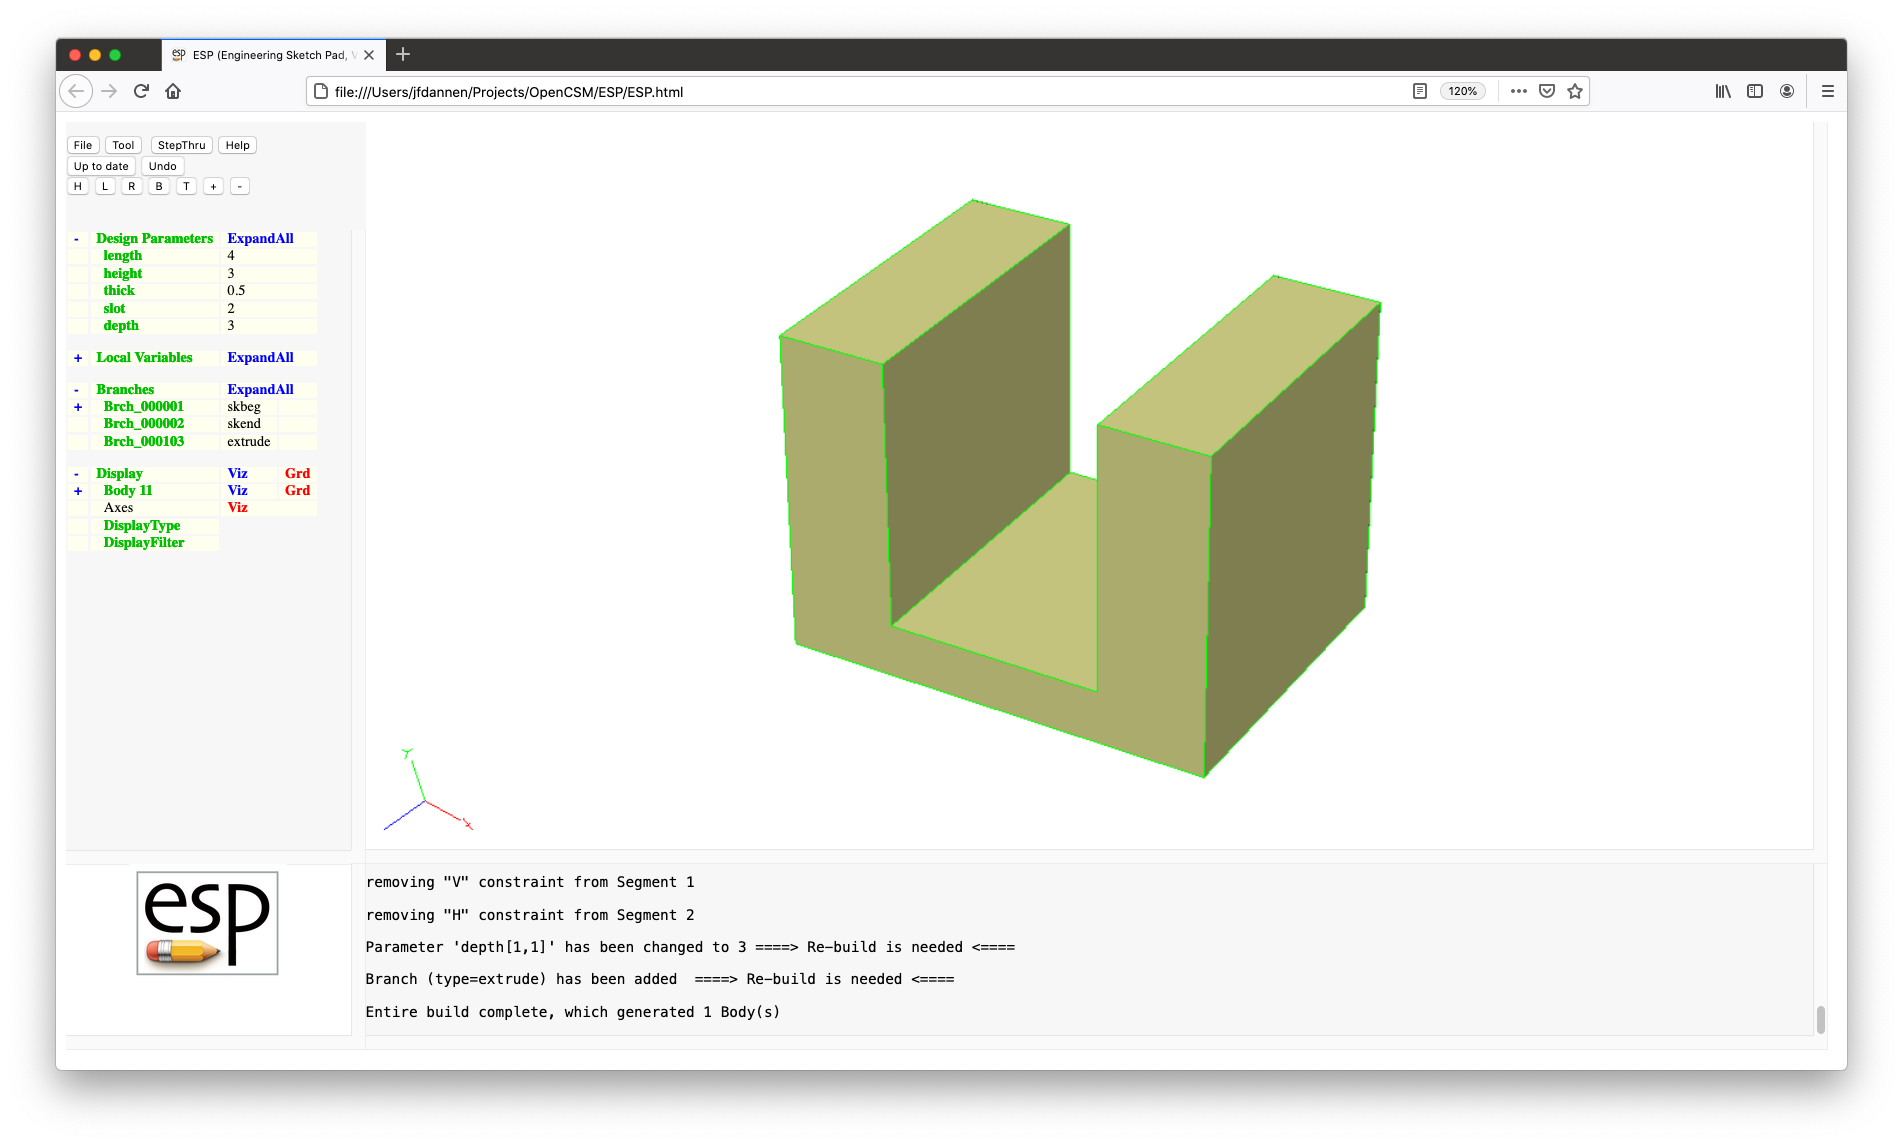 esp ESP (Engineering Sketch Pad, V
file:///Users/jfdannen/Projects/OpenCSM/ESP/ESP.html 120%
File Tool StepThru Help
Up to date Undo
H L R B T + -
- Design Parameters ExpandAll
length 4
height 3
thick 0.5
slot 2
depth 3
+ Local Variables ExpandAll
- Branches ExpandAll
+ Brch_000001 skbeg
Brch_000002 skend
Brch_000103 extrude
- Display Viz Grd
+ Body 11 Viz Grd
Axes Viz
DisplayType
DisplayFilter
Y
X
esp
removing "V" constraint from Segment 1
removing "H" constraint from Segment 2
Parameter 'depth[1,1]' has been changed to 3 ====> Re-build is needed <====
Branch (type=extrude) has been added  ====> Re-build is needed <====
Entire build complete, which generated 1 Body(s)